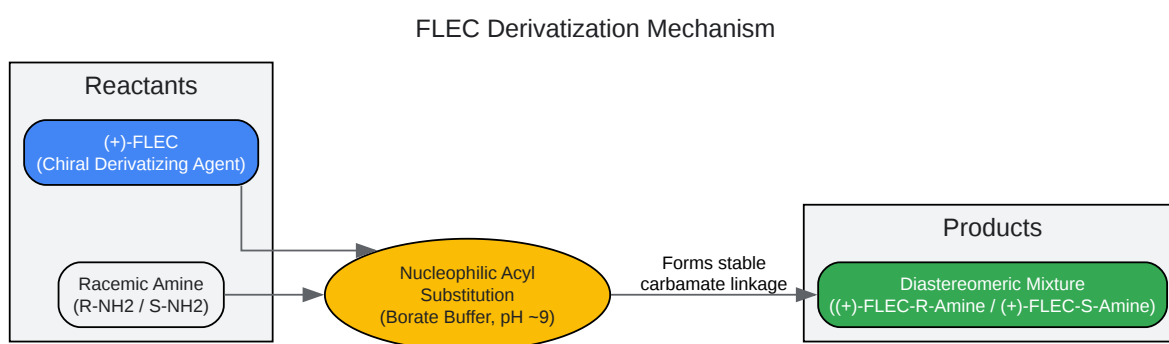 FLEC Derivatization Mechanism
Reactants
(+)-FLEC
(Chiral Derivatizing Agent)
Racemic Amine
(R-NH2 / S-NH2)
Nucleophilic Acyl
Substitution
(Borate Buffer, pH ~9)
Forms stable
carbamate linkage
Products
Diastereomeric Mixture
((+)-FLEC-R-Amine / (+)-FLEC-S-Amine)